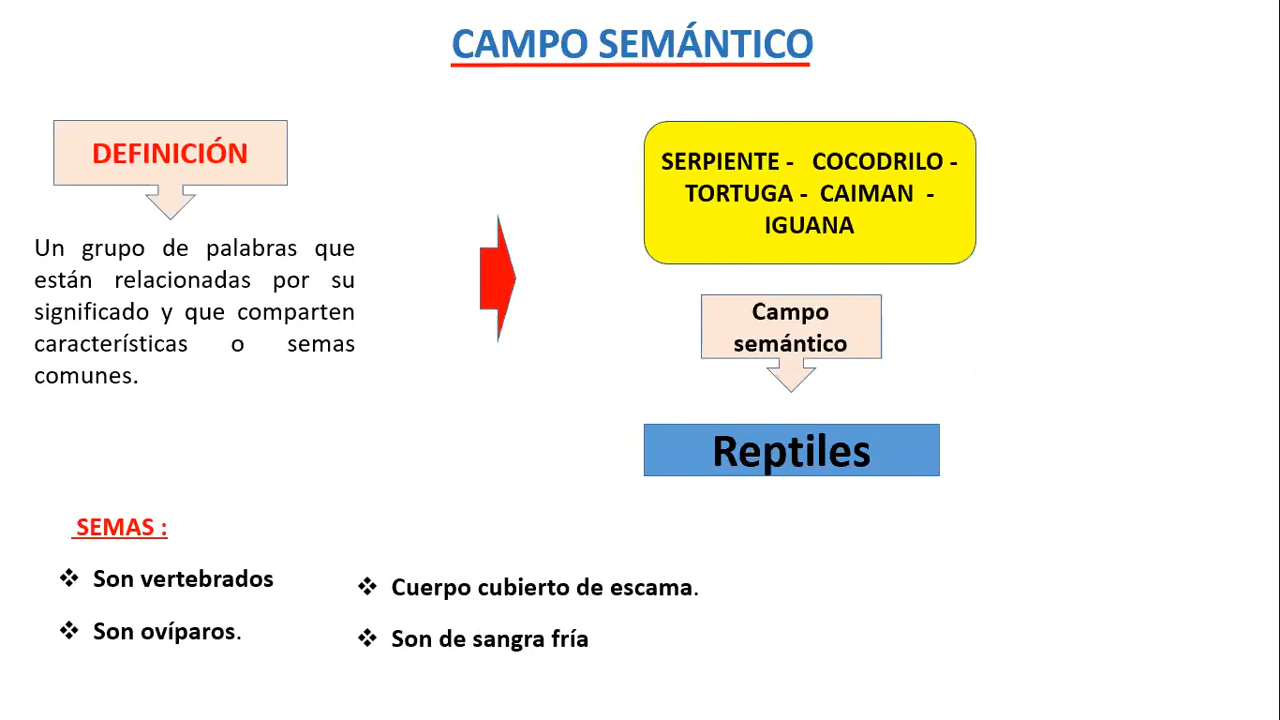 CAMPO SEMÁNTICO
DEFINICIÓN
Un grupo de palabras que
están relacionadas por su
significado y que comparten
características o semas
comunes.
SERPIENTE - COCODRILO -
TORTUGA - CAIMAN -
IGUANA
Campo
semántico
Reptiles
SEMAS :
❖ Son vertebrados
❖ Son ovíparos.
❖ Cuerpo cubierto de escama.
❖ Son de sangra fría